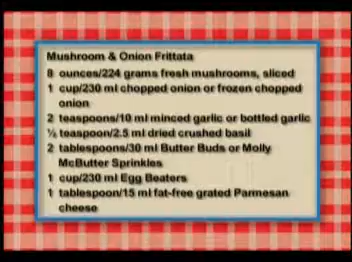 Mushroom & Onion Frittata
8 ounces/224 grams fresh mushrooms, sliced
1 cup/230 ml chopped onion or frozen chopped
onion
2 teaspoons/10 ml minced garlic or bottled garlic
½ teaspoon/2.5 ml dried crushed basil
2 tablespoons/30 ml Butter Buds or Molly
McButter Sprinkles
1 cup/230 ml Egg Beaters
1 tablespoon/15 ml fat-free grated Parmesan
cheese